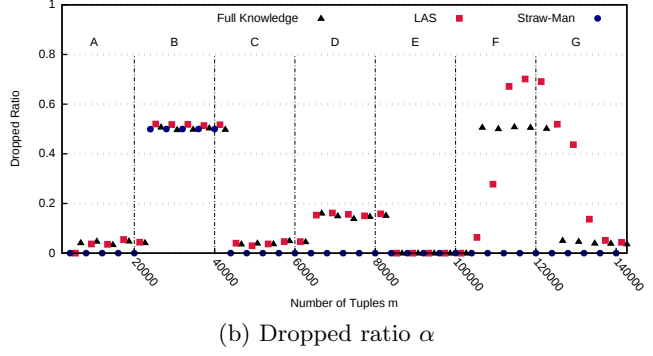 Full Knowledge LAS Straw-Man
A B C D E F G
Dropped Ratio
1
0.8
0.6
0.4
0.2
0
20000 40000 60000 80000 100000 120000 140000
Number of Tuples m
(b) Dropped ratio α